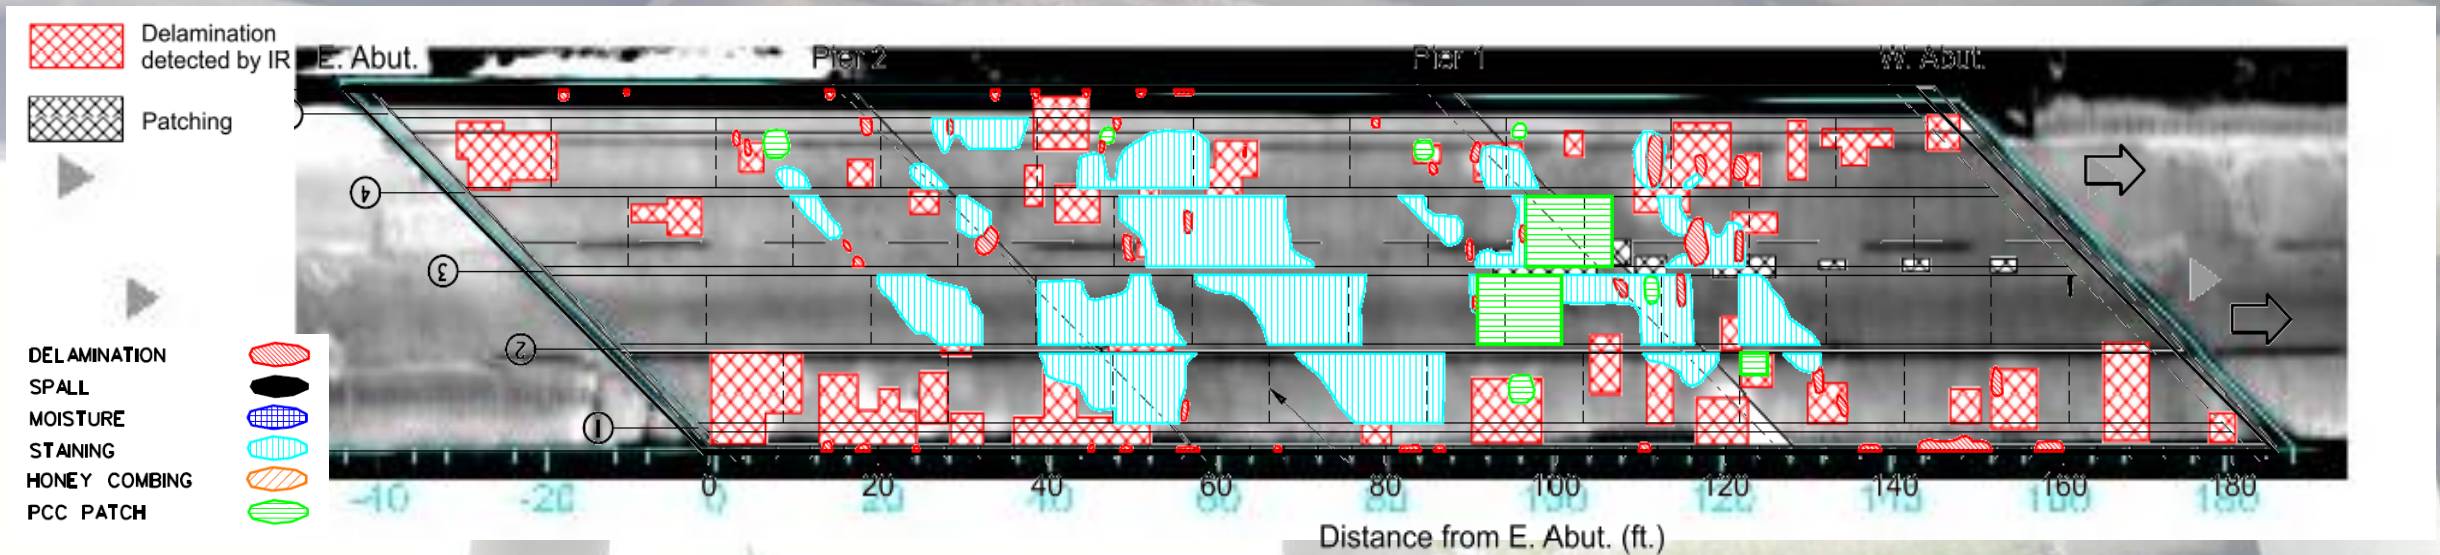 Delamination
detected by IR
Patching
E. Abut.
Pier 2
Pier 1
W. Abut.
4
3
2
1
DELAMINATION
SPALL
MOISTURE
STAINING
HONEY COMBING
PCC PATCH
-40 -20 0 20 40 60 80 100 120 140 160 180
Distance from E. Abut. (ft.)